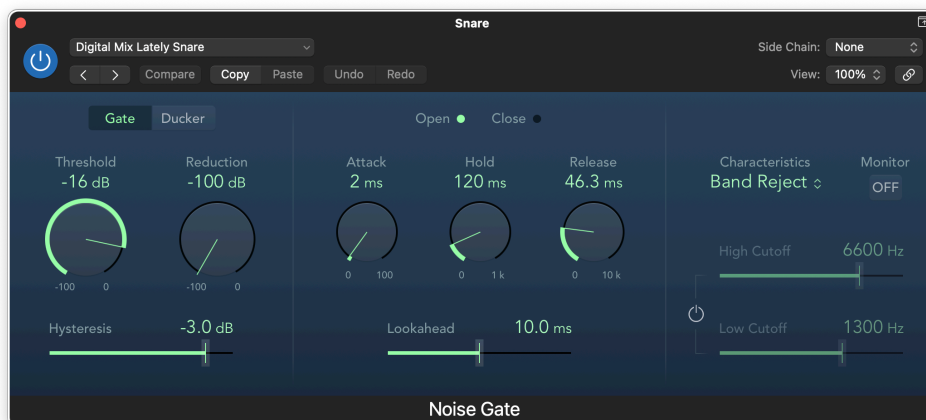 Snare
Digital Mix Lately Snare
Side Chain: None
Compare Copy Paste Undo Redo
View: 100%
Gate Ducker
Open Close
Threshold Reduction
-16 dB -100 dB
-100 0 -100 0
Attack Hold Release
2 ms 120 ms 46.3 ms
0 100 0 1 k 0 10 k
Characteristics Monitor
Band Reject OFF
High Cutoff 6600 Hz
Hysteresis -3.0 dB
Lookahead 10.0 ms
Low Cutoff 1300 Hz
Noise Gate